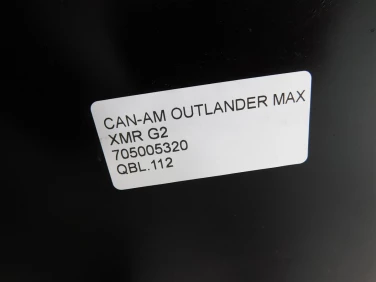 CAN-AM OUTLANDER MAX
XMR G2
705005320
QBL.112